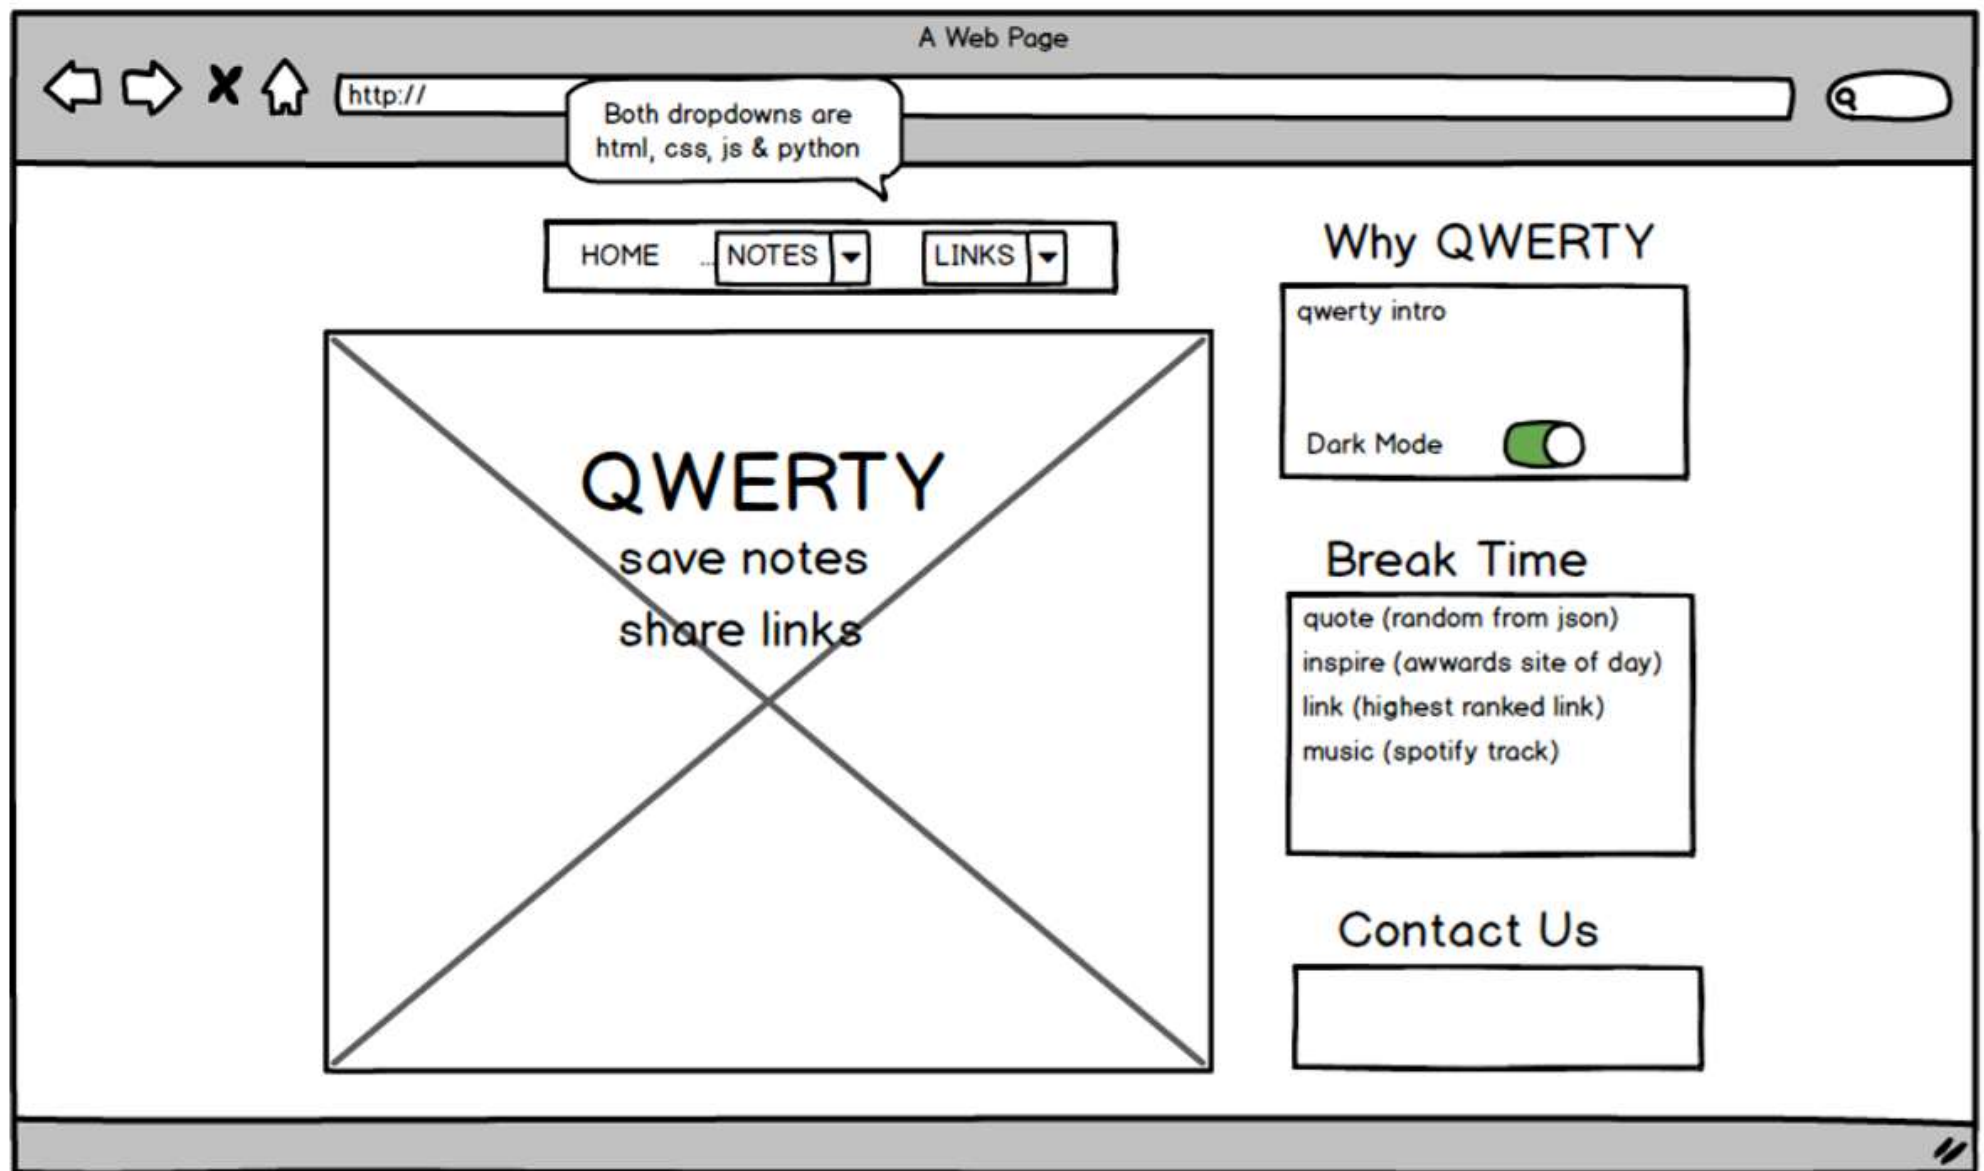 A Web Page
http://
Both dropdowns are
html, css, js & python
HOME ... NOTES LINKS
QWERTY
save notes
share links
Why QWERTY
qwerty intro
Dark Mode
Break Time
quote (random from json)
inspire (awwards site of day)
link (highest ranked link)
music (spotify track)
Contact Us